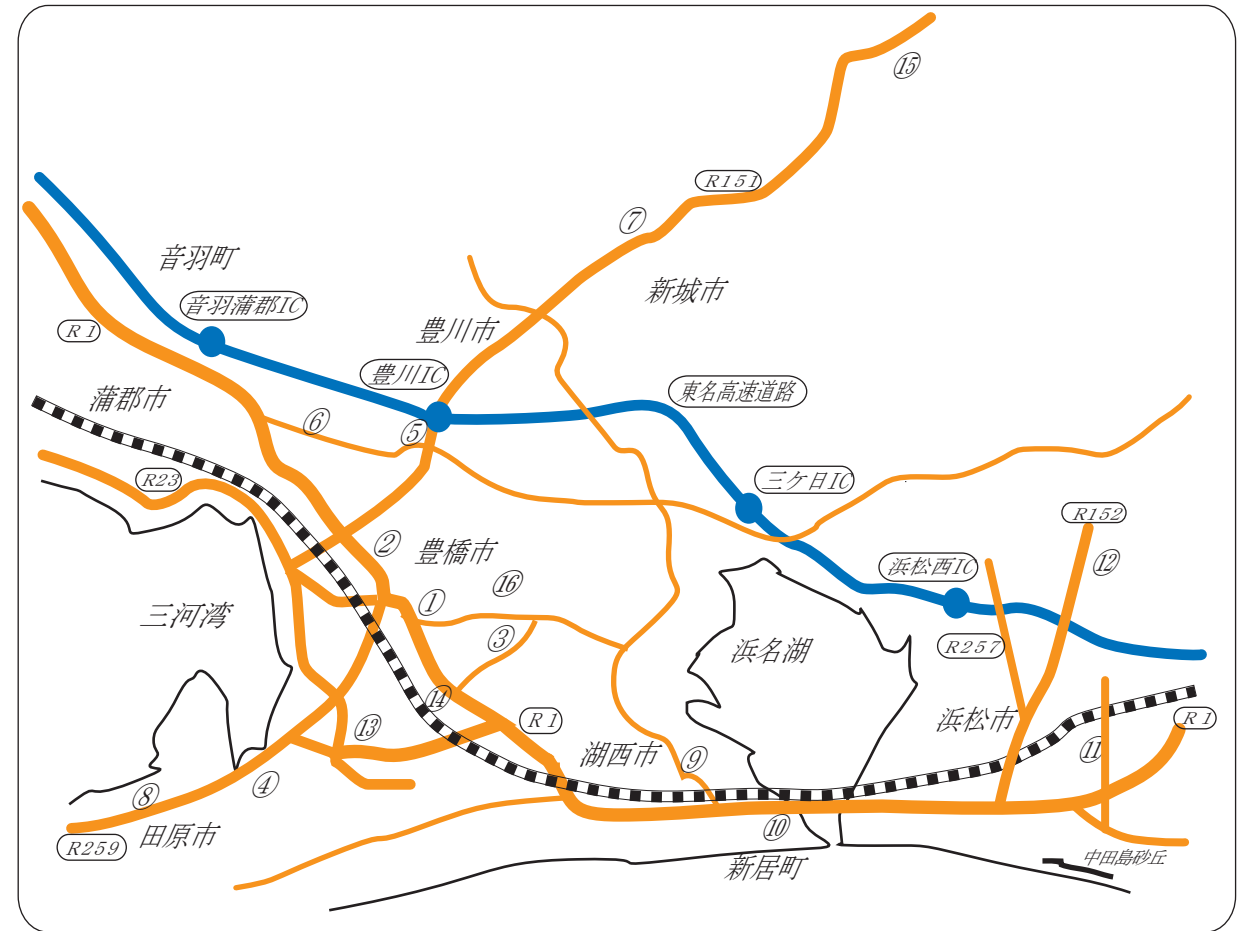 ⑮
R151
⑦
音羽町
新城市
音羽蒲郡IC
R1
豊川市
豊川IC
東名高速道路
蒲郡市
⑥
⑤
R23
三ケ日IC
R152
②
豊橋市
⑫
浜松西IC
⑯
①
三河湾
③
浜名湖
R257
⑭
⑬
R1
浜松市
R1
湖西市
⑨
⑪
④
⑧
⑩
田原市
R259
新居町
中田島砂丘